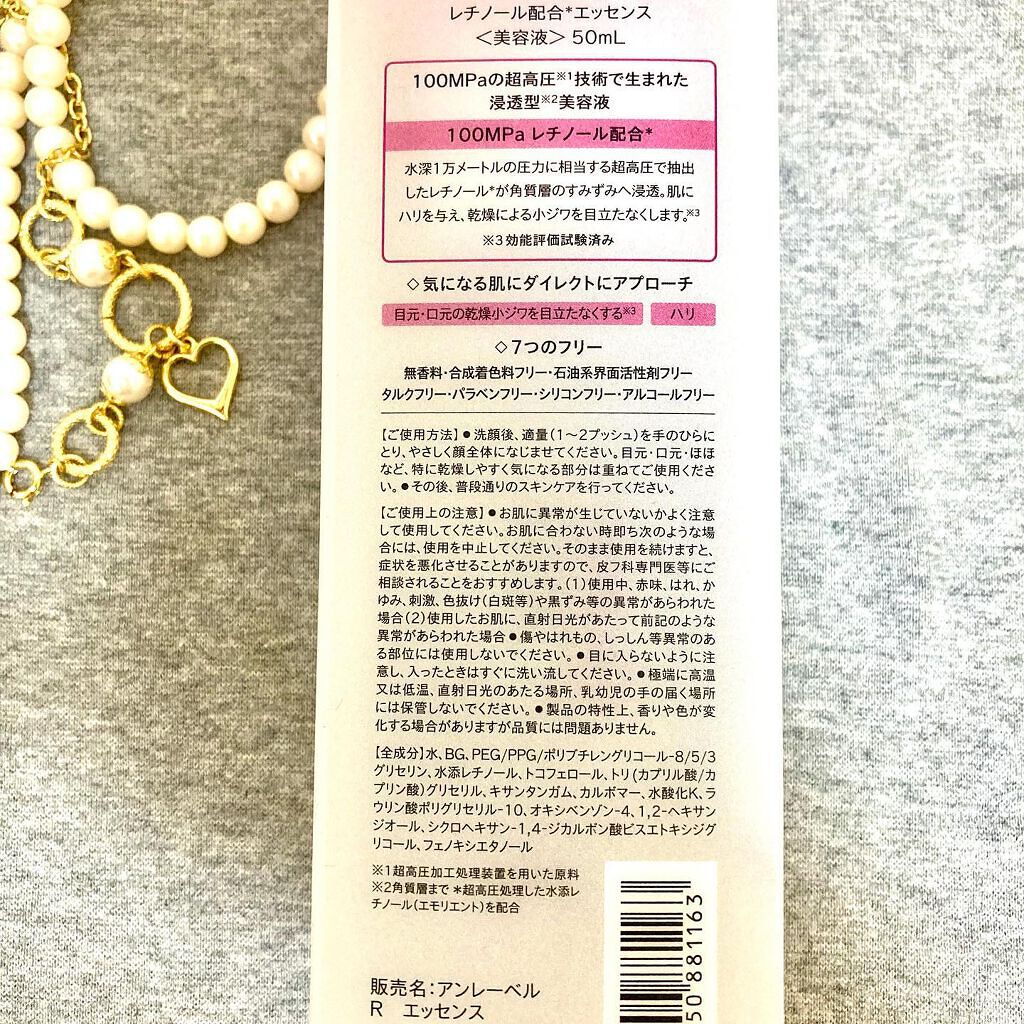 レチノール配合*エッセンス
＜美容液＞ 50mL
100MPaの超高圧※1技術で生まれた
浸透型※2美容液
100MPa レチノール配合*
水深1万メートルの圧力に相当する超高圧で抽出
したレチノール*が角質層のすみずみへ浸透。肌に
ハリを与え、乾燥による小ジワを目立たなくします。※3
※3効能評価試験済み
◇気になる肌にダイレクトにアプローチ
目元・口元の乾燥小ジワを目立たなくする※3 ハリ
◇7つのフリー
無香料・合成着色料フリー・石油系界面活性剤フリー
タルクフリー・パラベンフリー・シリコンフリー・アルコールフリー
【ご使用方法】●洗顔後、適量（1〜2プッシュ）を手のひらに
とり、やさしく顔全体になじませてください。目元・口元・ほほ
など、特に乾燥しやすく気になる部分は重ねてご使用くださ
い。●その後、普段通りのスキンケアを行ってください。
【ご使用上の注意】●お肌に異常が生じていないかよく注意
して使用してください。お肌に合わない時即ち次のような場
合には、使用を中止してください。そのまま使用を続けますと、
症状を悪化させることがありますので、皮フ科専門医等にご
相談されることをおすすめします。（1）使用中、赤味、はれ、か
ゆみ、刺激、色抜け（白斑等）や黒ずみ等の異常があらわれた
場合（2）使用したお肌に、直射日光があたって前記のような
異常があらわれた場合●傷やはれもの、しっしん等異常のあ
る部位には使用しないでください。●目に入らないように注
意し、入ったときはすぐに洗い流してください。●極端に高温
又は低温、直射日光のあたる場所、乳幼児の手の届く場所
には保管しないでください。●製品の特性上、香りや色が変
化する場合がありますが品質には問題ありません。
【全成分】水、BG、PEG/PPG/ポリブチレングリコール-8/5/3
グリセリン、水添レチノール、トコフェロール、トリ（カプリル酸/カ
プリン酸）グリセリル、キサンタンガム、カルボマー、水酸化K、ラ
ウリン酸ポリグリセリル-10、オキシベンゾン-4、1,2-ヘキサン
ジオール、シクロヘキサン-1,4-ジカルボン酸ビスエトキシジグ
リコール、フェノキシエタノール
※1超高圧加工処理装置を用いた原料
※2角質層まで *超高圧処理した水添レ
チノール（エモリエント）を配合
販売名：アンレーベル
R エッセンス
50881163